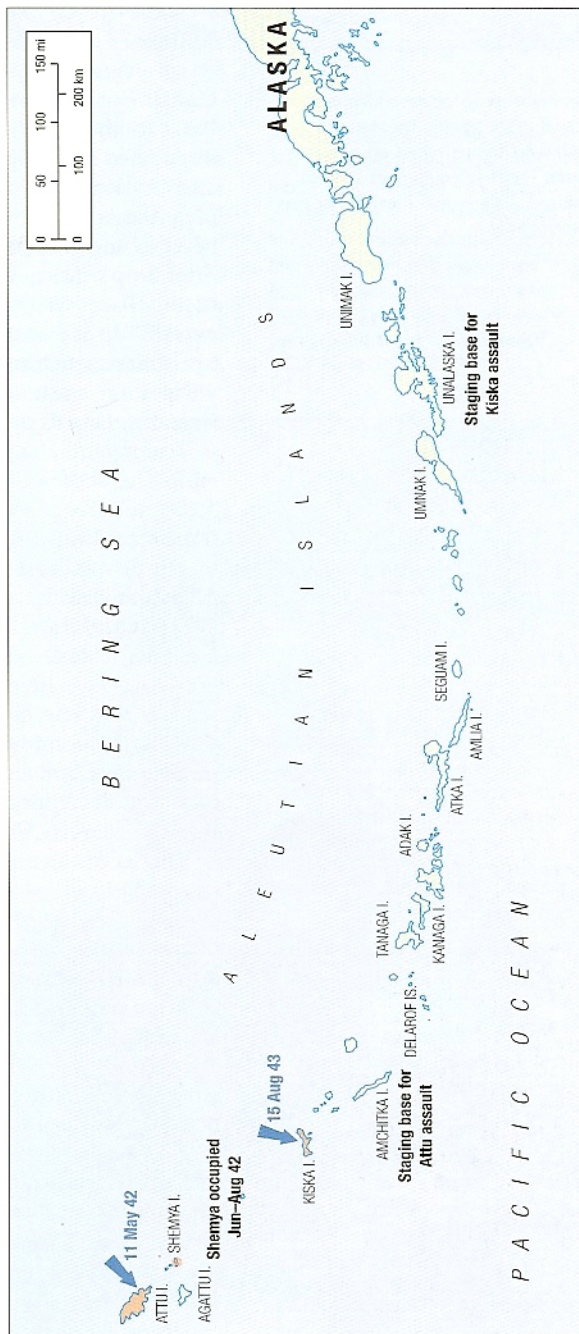 0 50 100 150 mi
0 100 200 km
ALASKA
BERING SEA
ALEUTIAN ISLANDS
UNIMAK I.
UNALASKA I.
Staging base for
Kiska assault
UMNAK I.
SEGUAM I.
AMLIA I.
ATKA I.
ADAK I.
KANAGA I.
TANAGA I.
DELAROF IS.
AMCHITKA I.
Staging base for
Attu assault
15 Aug 43
KISKA I.
11 May 42
ATTU I.
SHEMYA I.
AGATTU I.
Shemya occupied
Jun–Aug 42
PACIFIC OCEAN